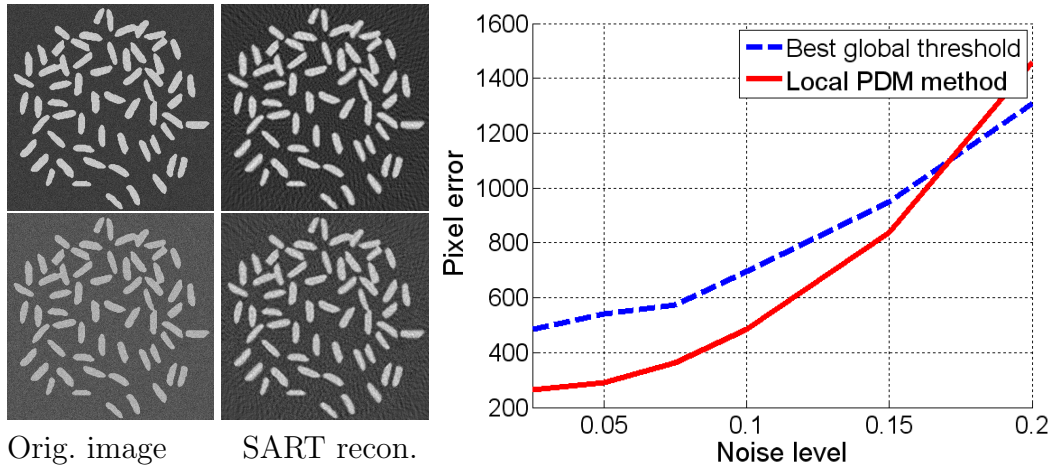 Orig. image
SART recon.
Pixel error
1600
1400
1200
1000
800
600
400
200
Best global threshold
Local PDM method
0.05
0.1
0.15
0.2
Noise level